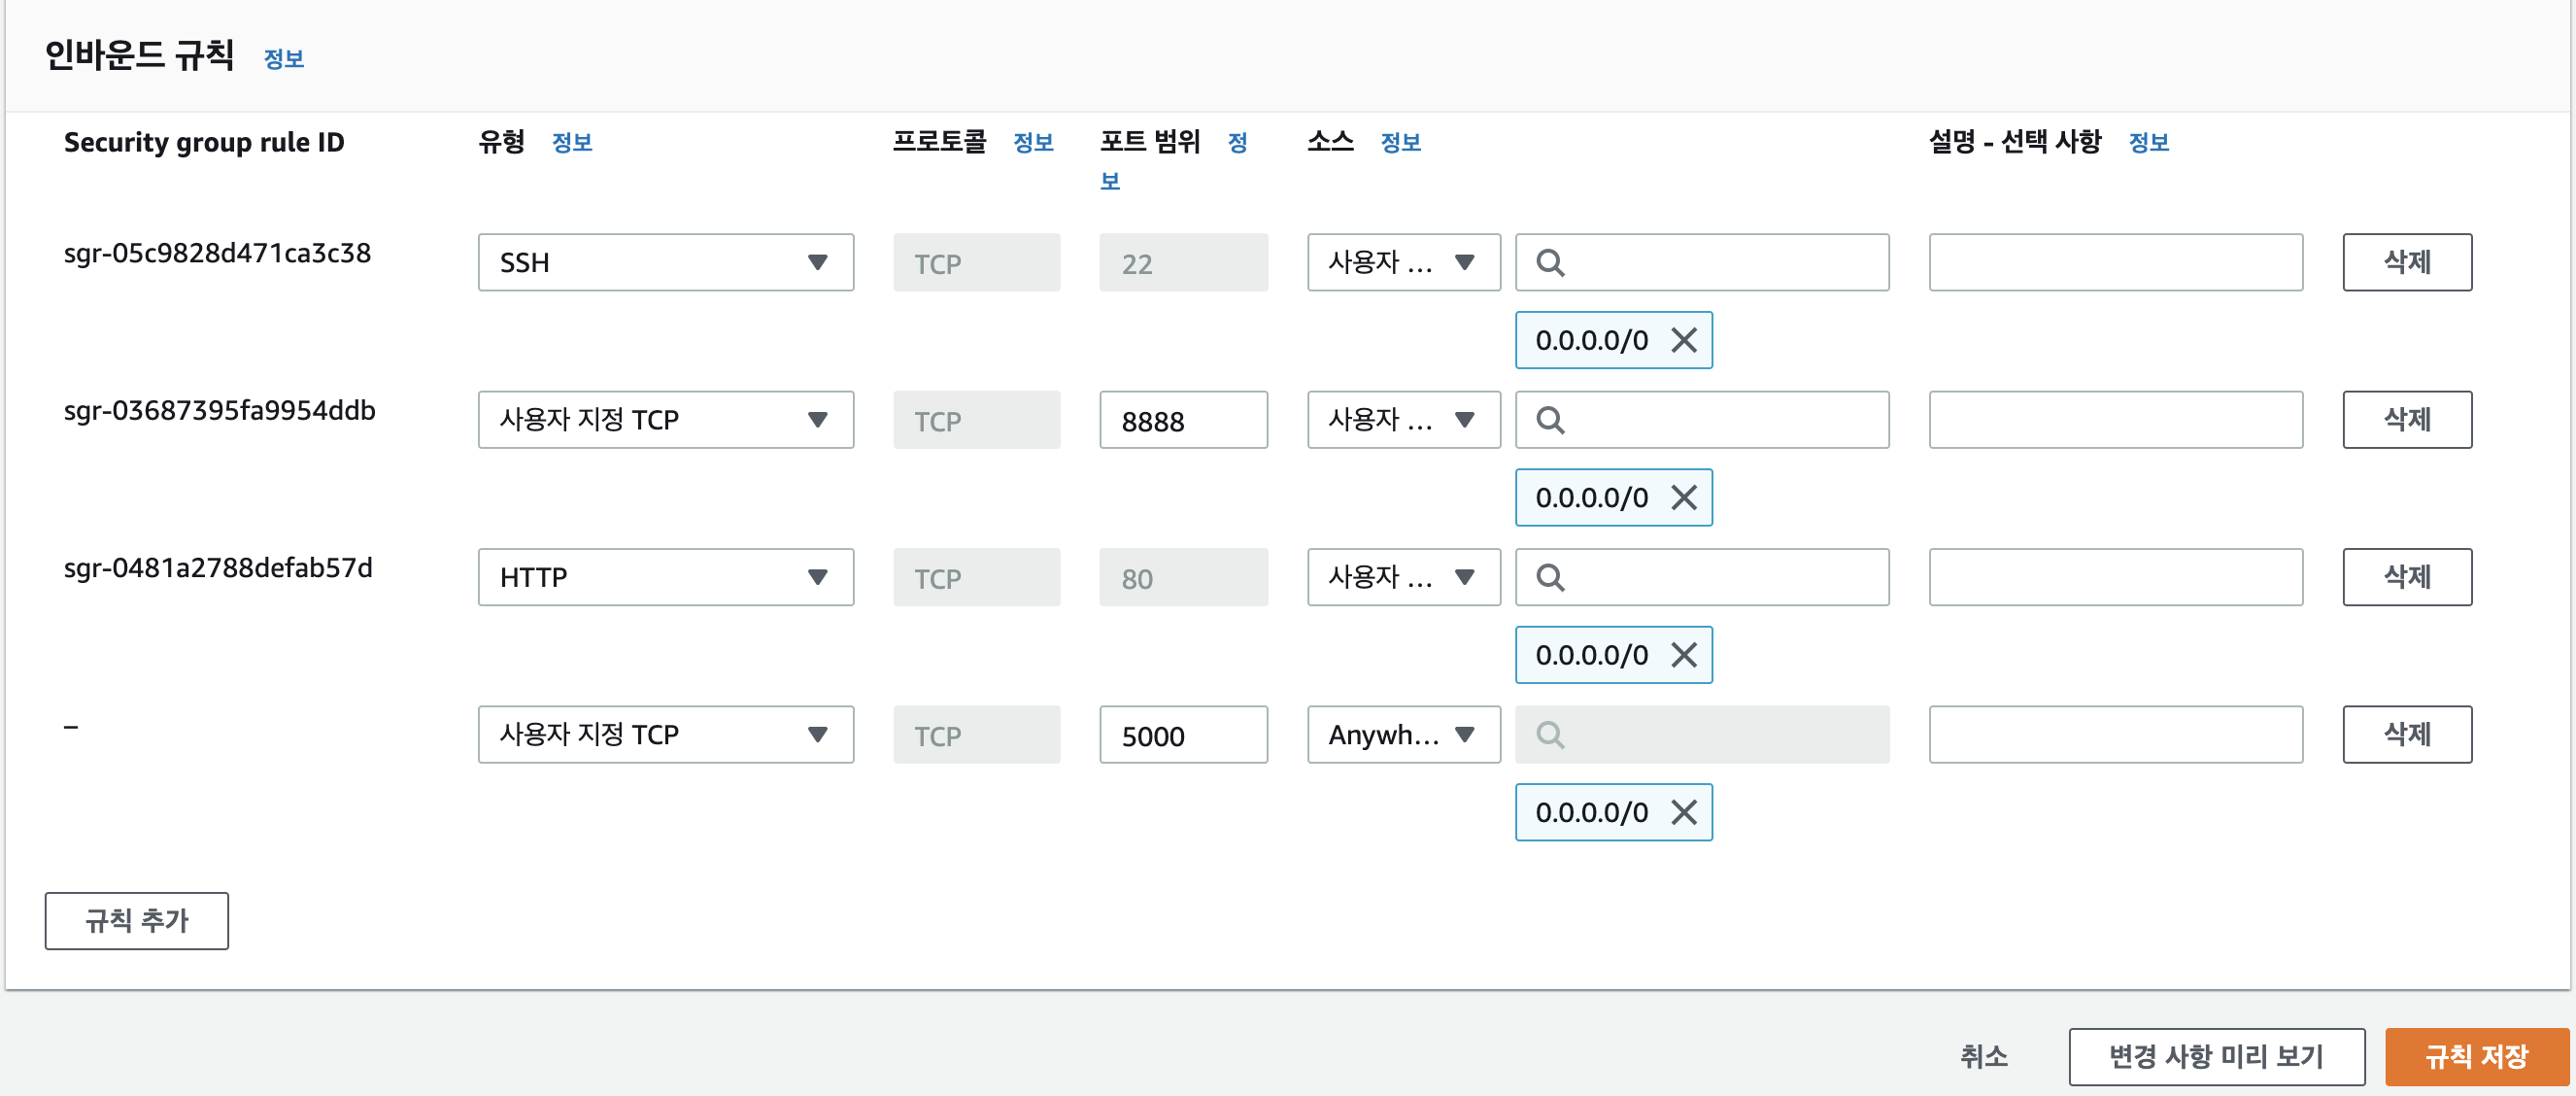 인바운드 규칙 정보
Security group rule ID 유형 정보 프로토콜 정보 포트 범위 정 소스 정보 설명 - 선택 사항 정보
보
sgr-05c9828d471ca3c38 SSH TCP 22 사용자 ... 삭제
0.0.0.0/0
sgr-03687395fa9954ddb 사용자 지정 TCP TCP 8888 사용자 ... 삭제
0.0.0.0/0
sgr-0481a2788defab57d HTTP TCP 80 사용자 ... 삭제
0.0.0.0/0
– 사용자 지정 TCP TCP 5000 Anywh... 삭제
0.0.0.0/0
규칙 추가
취소 변경 사항 미리 보기 규칙 저장